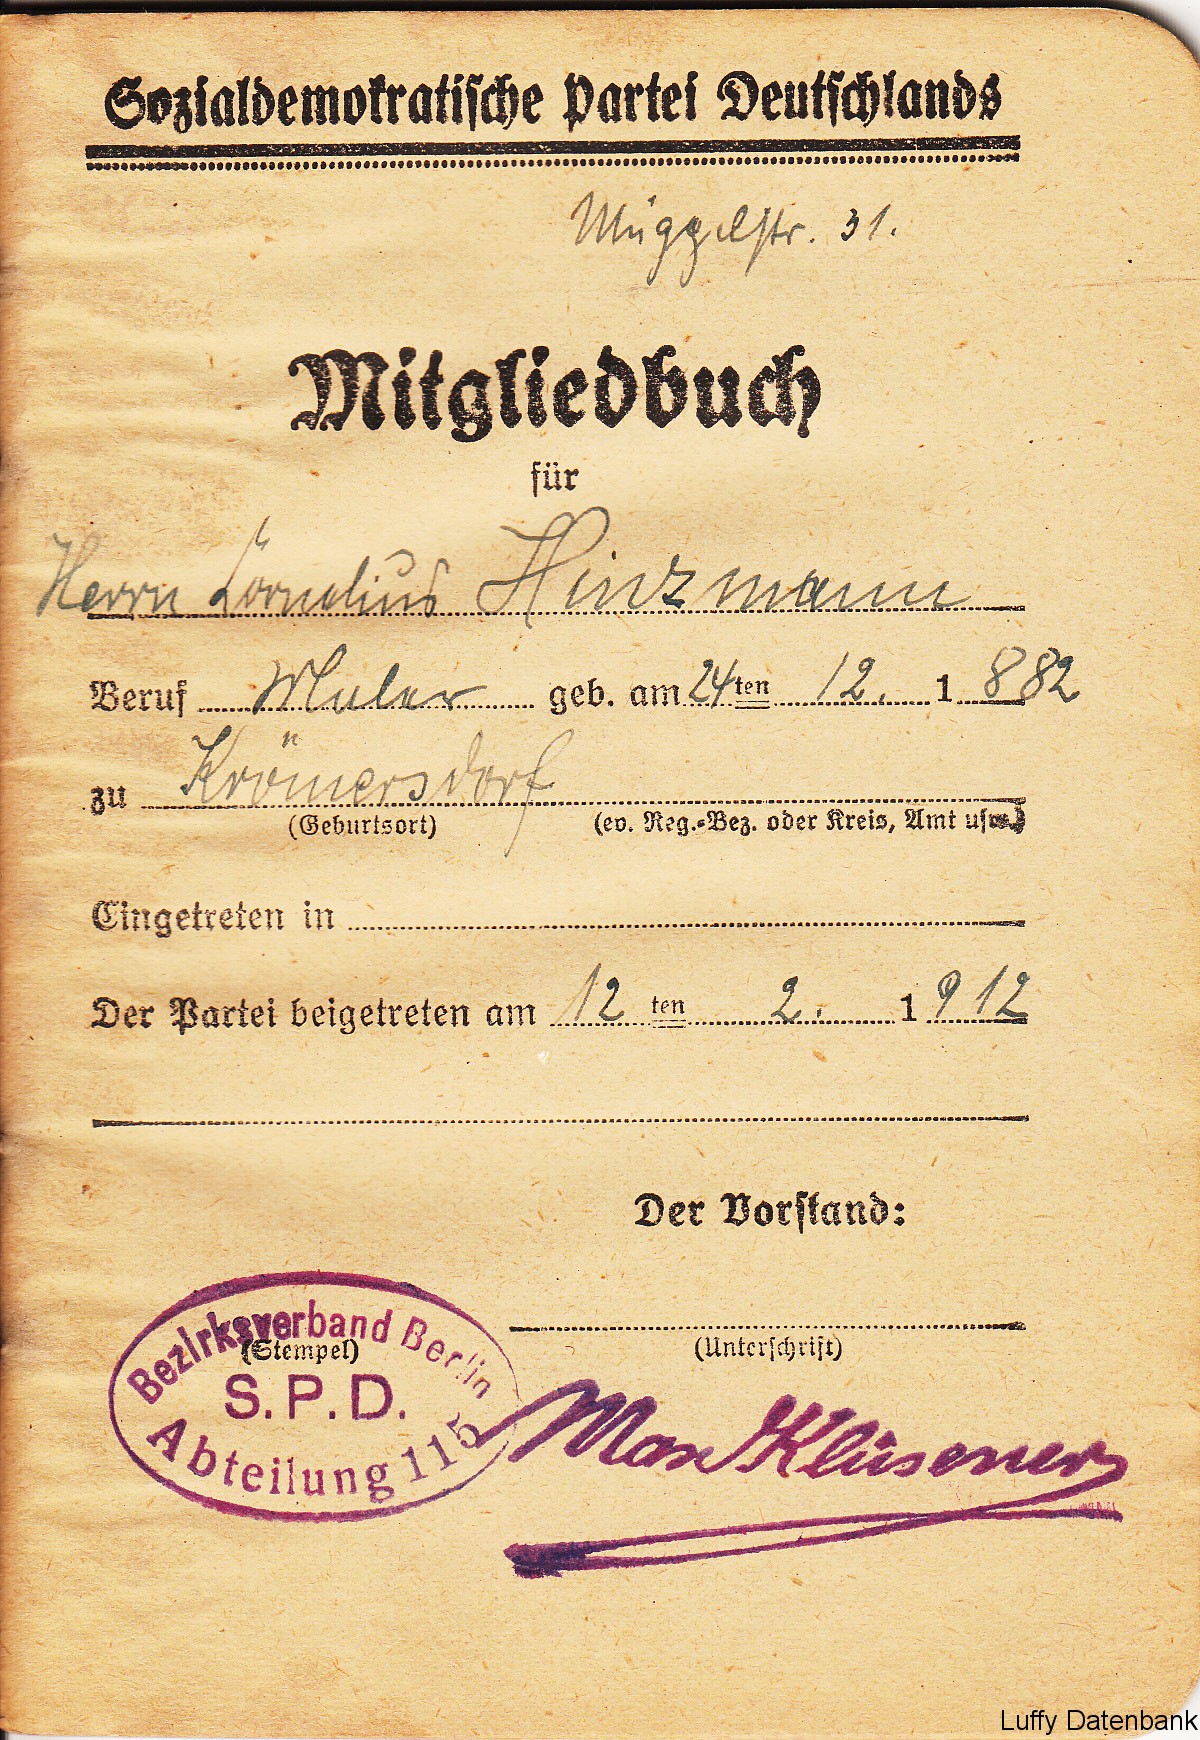 Sozialdemokratische Partei Deutschlands
Müggelstr. 31.
Mitgliedbuch
für
Herrn Cornelius Hinzmann
Beruf Maler geb. am 24ten 12. 1882
zu Krömersdorf
(Geburtsort) (ev. Reg.-Bez. oder Kreis, Amt usw.)
Eingetreten in
Der Partei beigetreten am 12ten 2. 1912
Der Vorstand:
(Unterschrift)
Bezirksverband Berlin
(Stempel)
S.P.D.
Abteilung 115
Max Klüsener
Luffy Datenbank